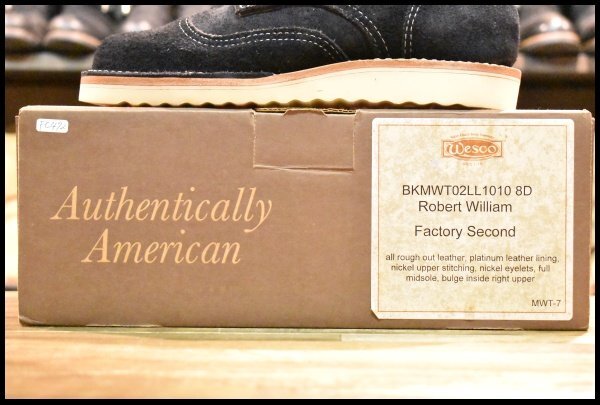 Authentically
American
Wesco
BKMWT02LL1010 8D
Robert William
Factory Second
all rough out leather, platinum leather lining,
nickel upper stitching, nickel eyelets, full
midsole, bulge inside right upper
MWT-7